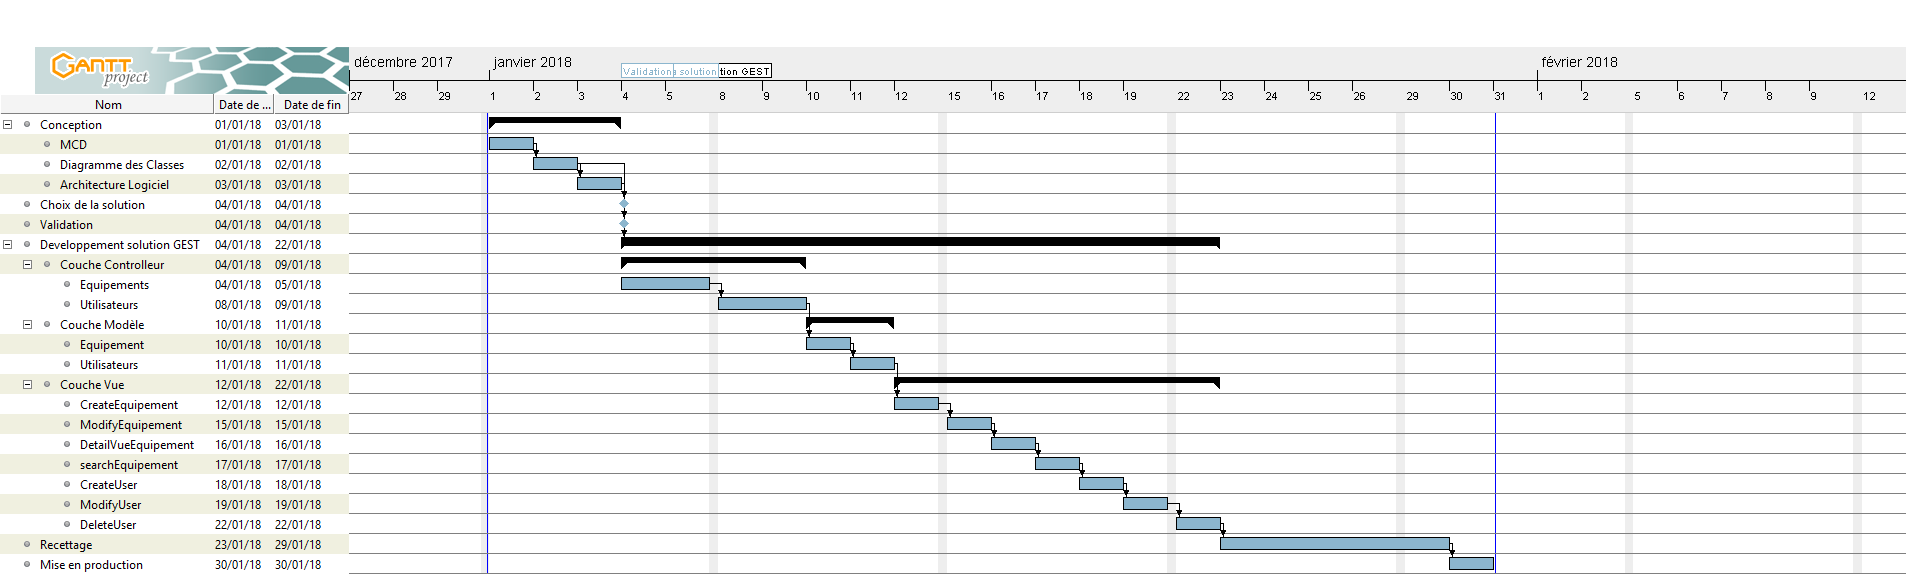 GANTT
project
décembre 2017 janvier 2018 février 2018
Validation a solution tion GEST
27 28 29 1 2 3 4 5 8 9 10 11 12 15 16 17 18 19 22 23 24 25 26 29 30 31 1 2 5 6 7 8 9 12
Nom Date de ... Date de fin
Conception 01/01/18 03/01/18
MCD 01/01/18 01/01/18
Diagramme des Classes 02/01/18 02/01/18
Architecture Logiciel 03/01/18 03/01/18
Choix de la solution 04/01/18 04/01/18
Validation 04/01/18 04/01/18
Developpement solution GEST 04/01/18 22/01/18
Couche Controlleur 04/01/18 09/01/18
Equipements 04/01/18 05/01/18
Utilisateurs 08/01/18 09/01/18
Couche Modèle 10/01/18 11/01/18
Equipement 10/01/18 10/01/18
Utilisateurs 11/01/18 11/01/18
Couche Vue 12/01/18 22/01/18
CreateEquipement 12/01/18 12/01/18
ModifyEquipement 15/01/18 15/01/18
DetailVueEquipement 16/01/18 16/01/18
searchEquipement 17/01/18 17/01/18
CreateUser 18/01/18 18/01/18
ModifyUser 19/01/18 19/01/18
DeleteUser 22/01/18 22/01/18
Recettage 23/01/18 29/01/18
Mise en production 30/01/18 30/01/18